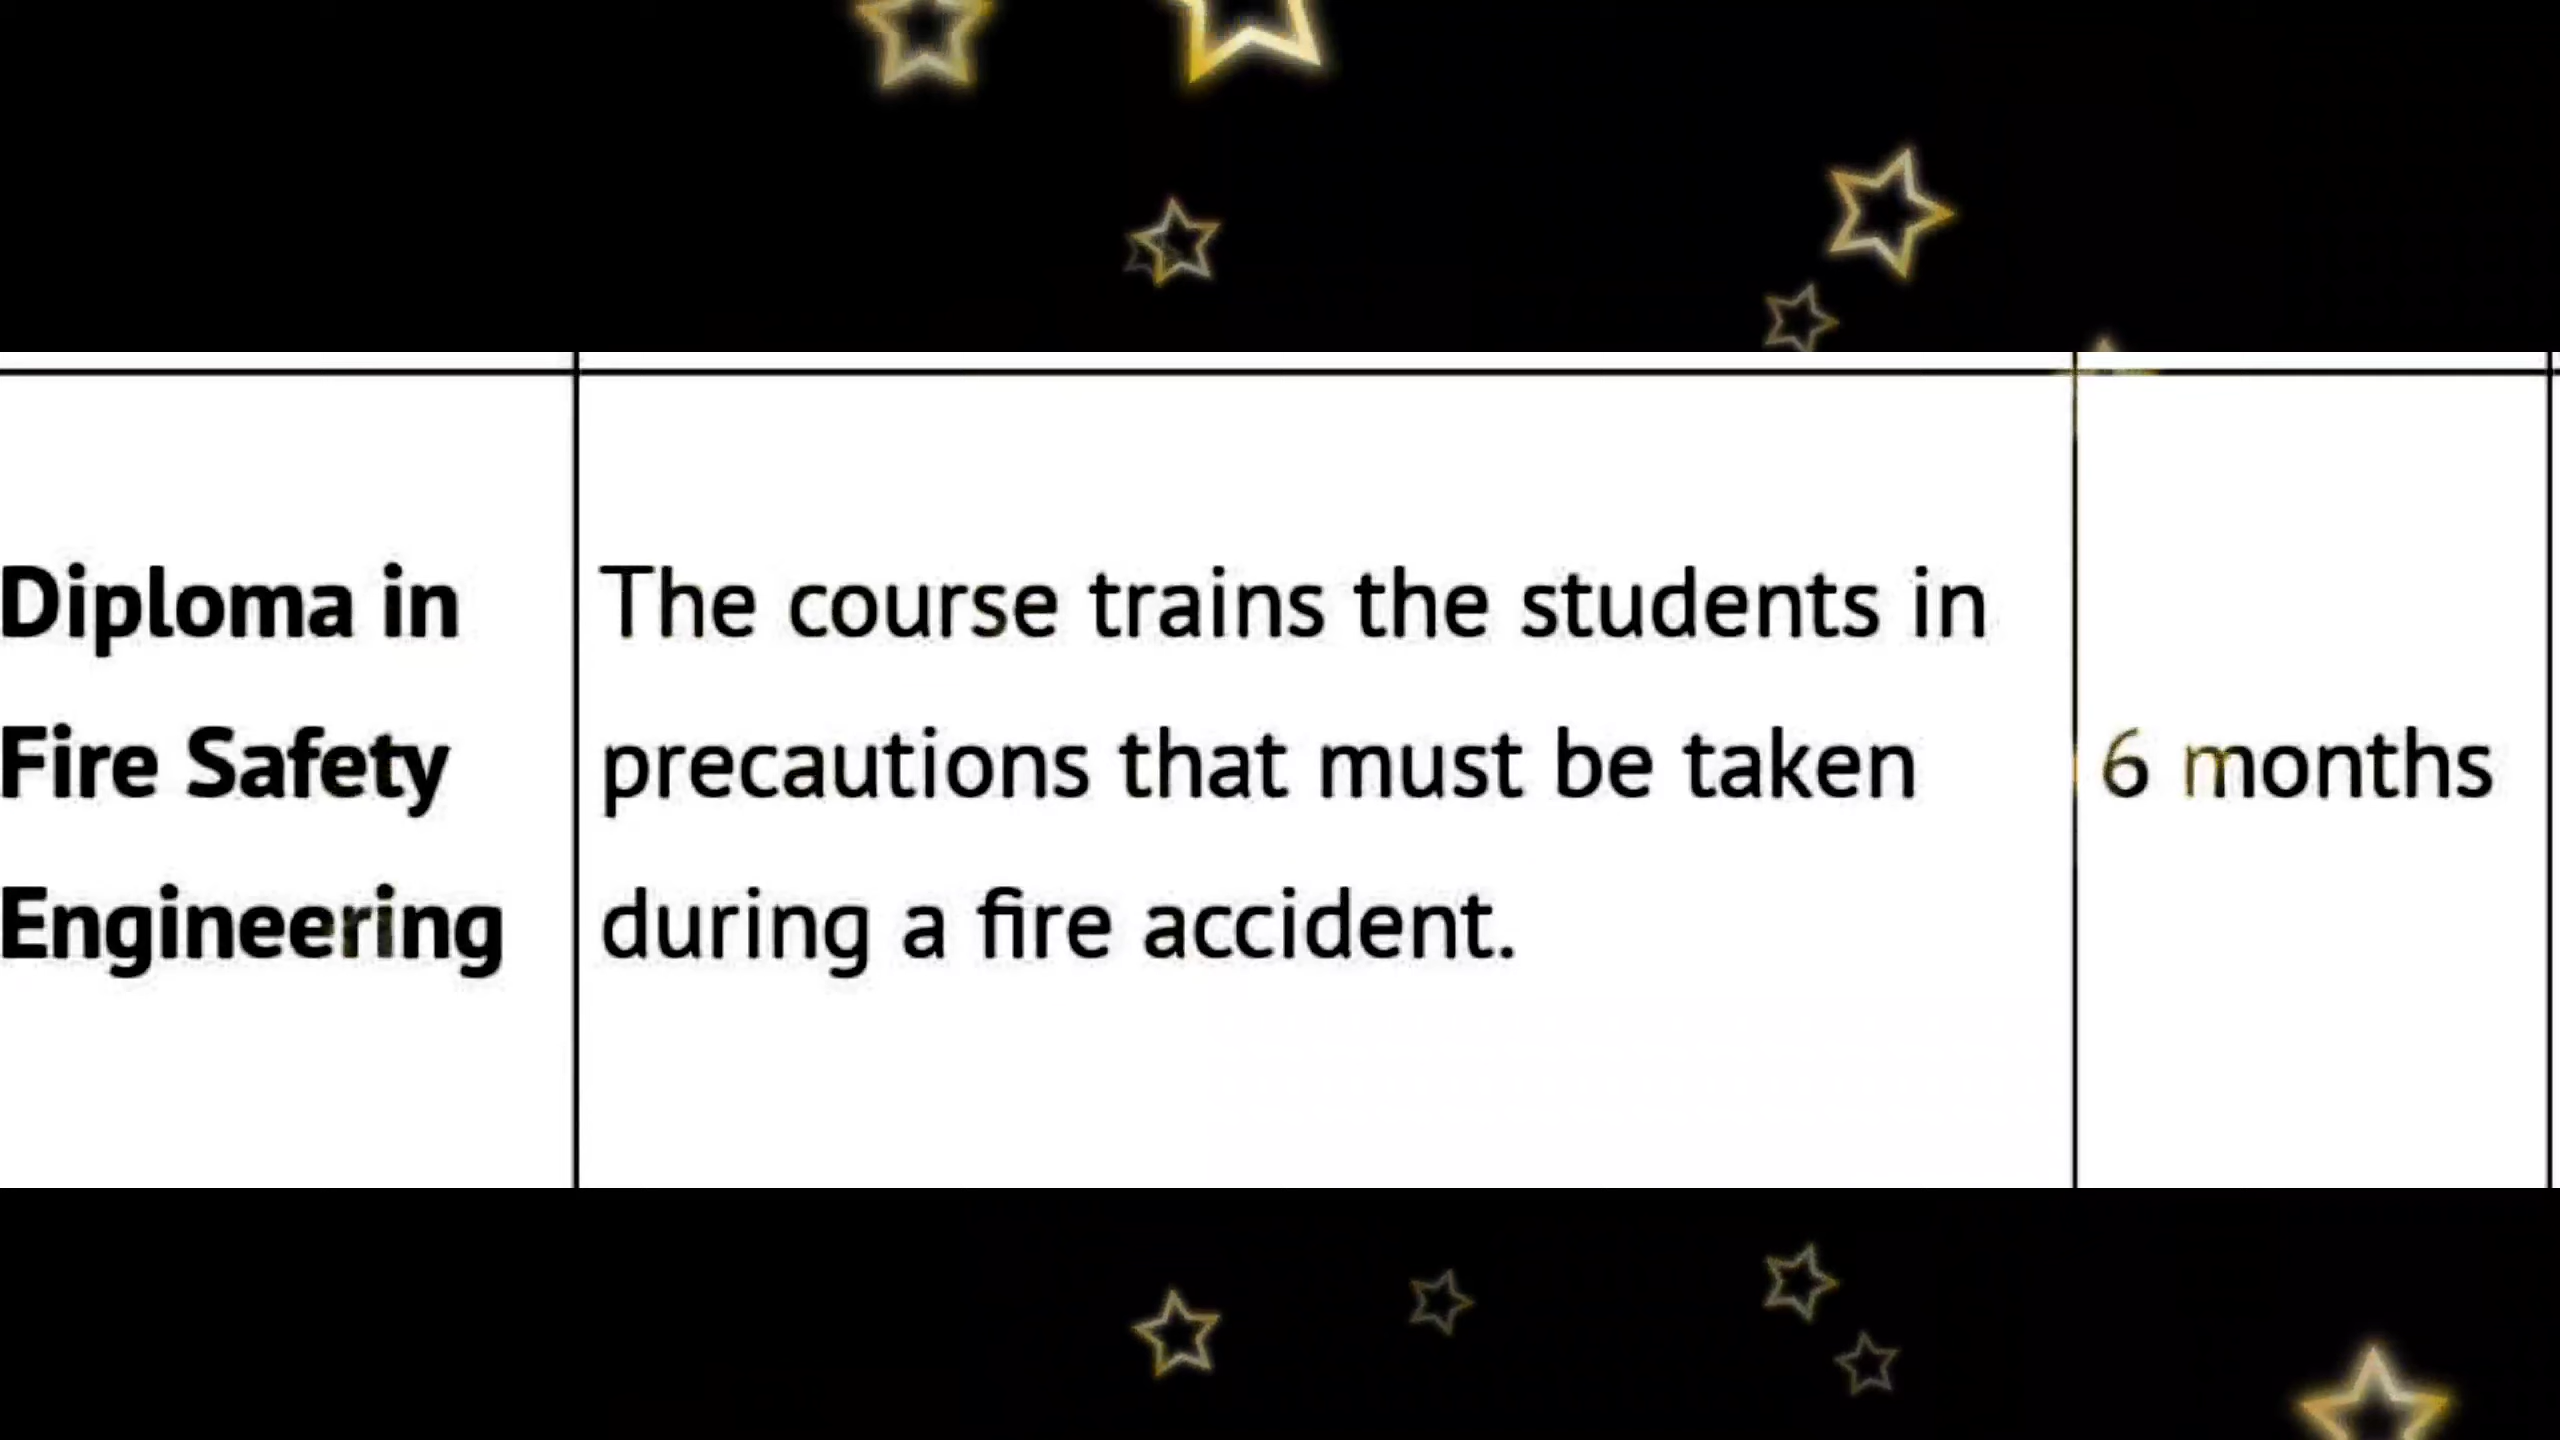 Diploma in
Fire Safety
Engineering
The course trains the students in
precautions that must be taken
during a fire accident.
6 months